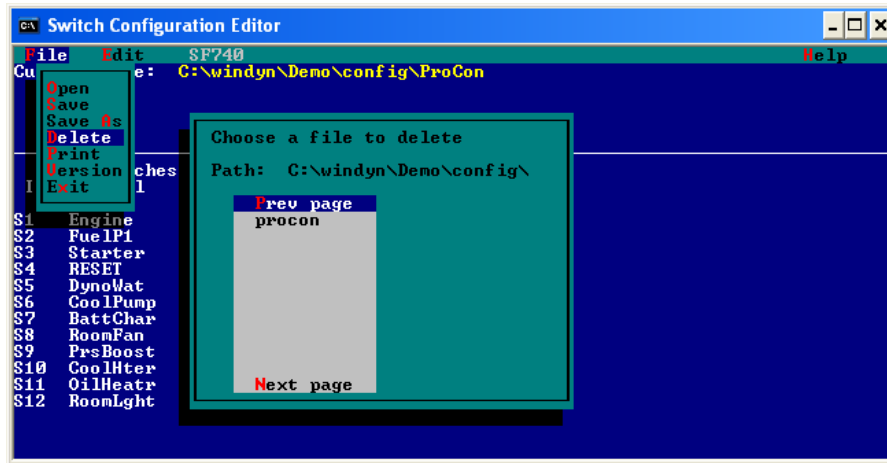 Switch Configuration Editor
File Edit SF740 Help
Cu e: C:\windyn\Demo\config\ProCon
Open
Save
Save As
Delete
Print
Version ches
I Exit l
Choose a file to delete
Path: C:\windyn\Demo\config\
Prev page
procon
Next page
S1 Engine
S2 FuelP1
S3 Starter
S4 RESET
S5 DynoWat
S6 CoolPump
S7 BattChar
S8 RoomFan
S9 PrsBoost
S10 CoolHter
S11 OilHeatr
S12 RoomLght